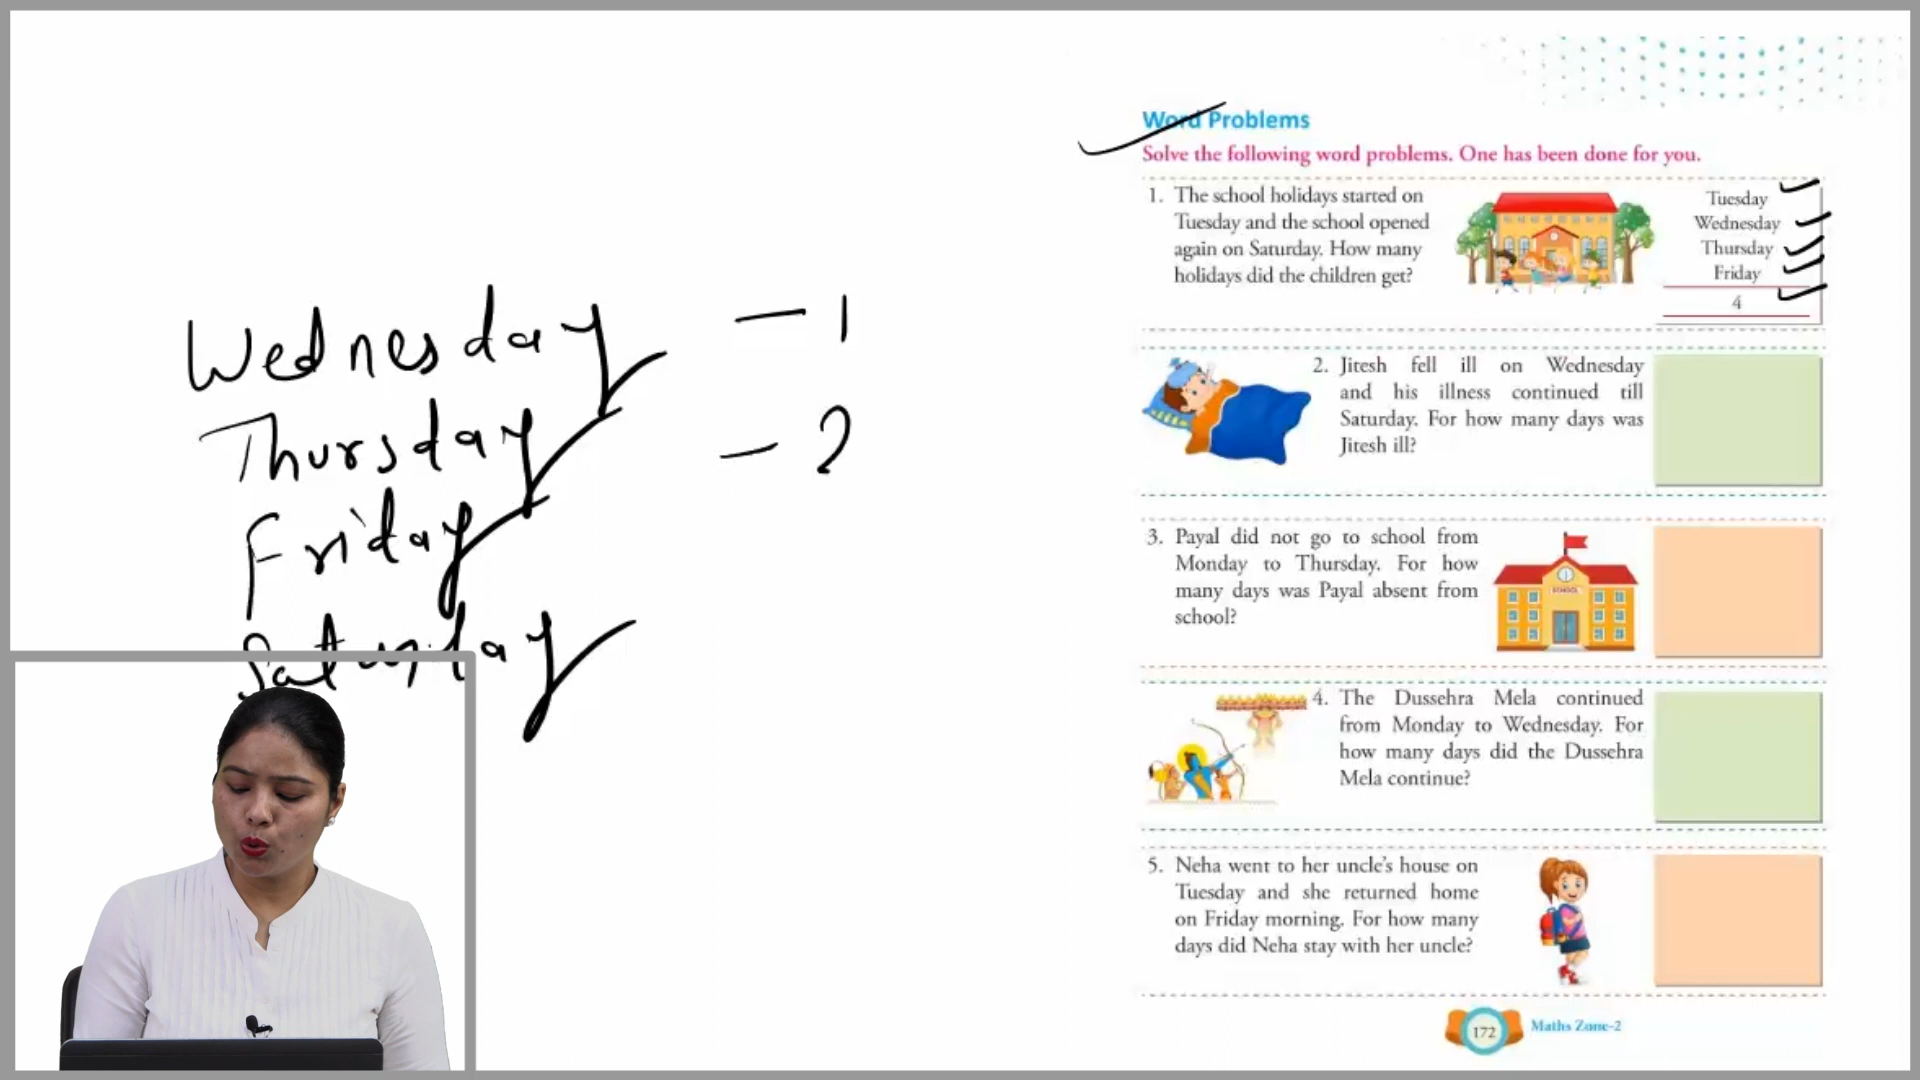 Wednesday - 1
Thursday - 2
Friday
Saturday
Word Problems
Solve the following word problems. One has been done for you.
1. The school holidays started on
Tuesday and the school opened
again on Saturday. How many
holidays did the children get?
Tuesday
Wednesday
Thursday
Friday
4
2. Jitesh fell ill on Wednesday
and his illness continued till
Saturday. For how many days was
Jitesh ill?
3. Payal did not go to school from
Monday to Thursday. For how
many days was Payal absent from
school?
SCHOOL
4. The Dussehra Mela continued
from Monday to Wednesday. For
how many days did the Dussehra
Mela continue?
5. Neha went to her uncle's house on
Tuesday and she returned home
on Friday morning. For how many
days did Neha stay with her uncle?
172 Maths Zone-2